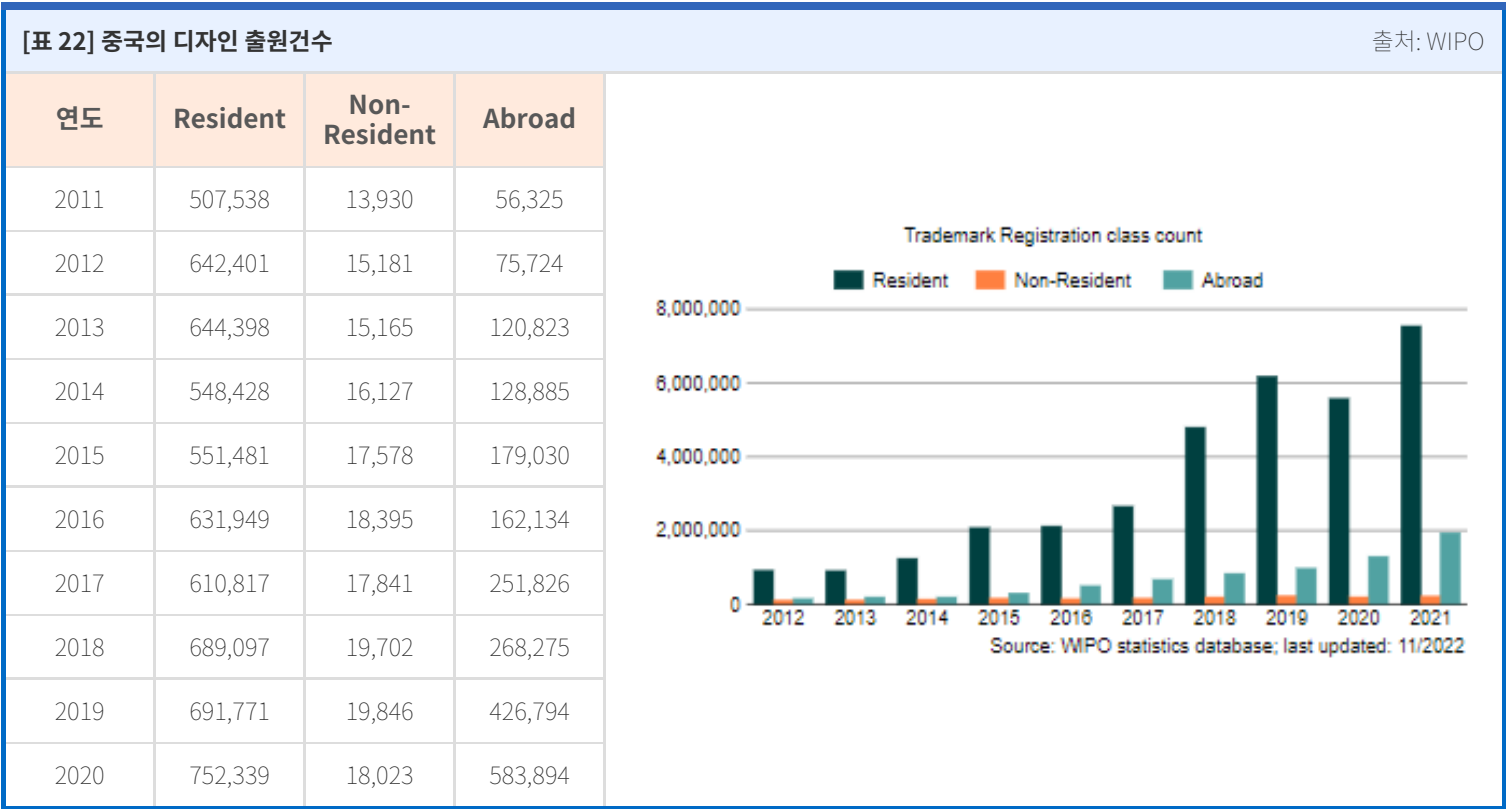 [표 22] 중국의 디자인 출원건수 출처: WIPO
연도 Resident Non-Resident Abroad
2011 507,538 13,930 56,325
2012 642,401 15,181 75,724
2013 644,398 15,165 120,823
2014 548,428 16,127 128,885
2015 551,481 17,578 179,030
2016 631,949 18,395 162,134
2017 610,817 17,841 251,826
2018 689,097 19,702 268,275
2019 691,771 19,846 426,794
2020 752,339 18,023 583,894
Trademark Registration class count
Resident Non-Resident Abroad
8,000,000
6,000,000
4,000,000
2,000,000
0
2012 2013 2014 2015 2016 2017 2018 2019 2020 2021
Source: WIPO statistics database; last updated: 11/2022